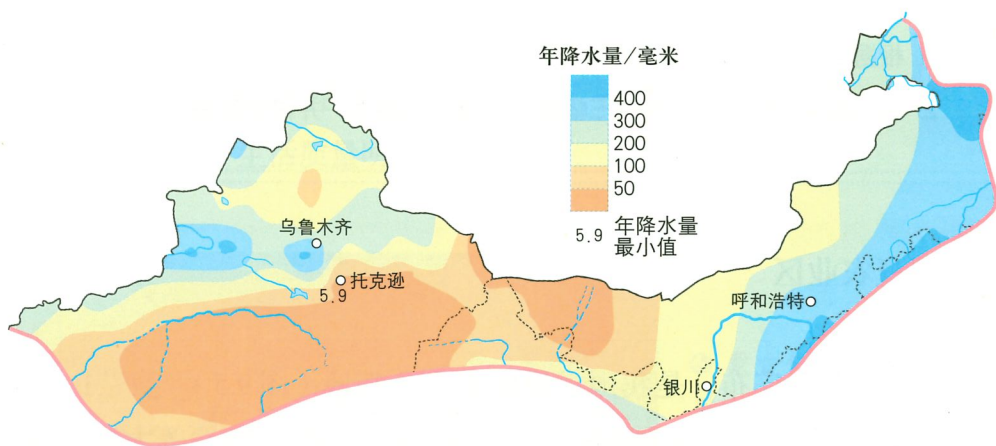 年降水量/毫米
400
300
200
100
50
5.9 年降水量
最小值
乌鲁木齐
托克逊
5.9
呼和浩特
银川